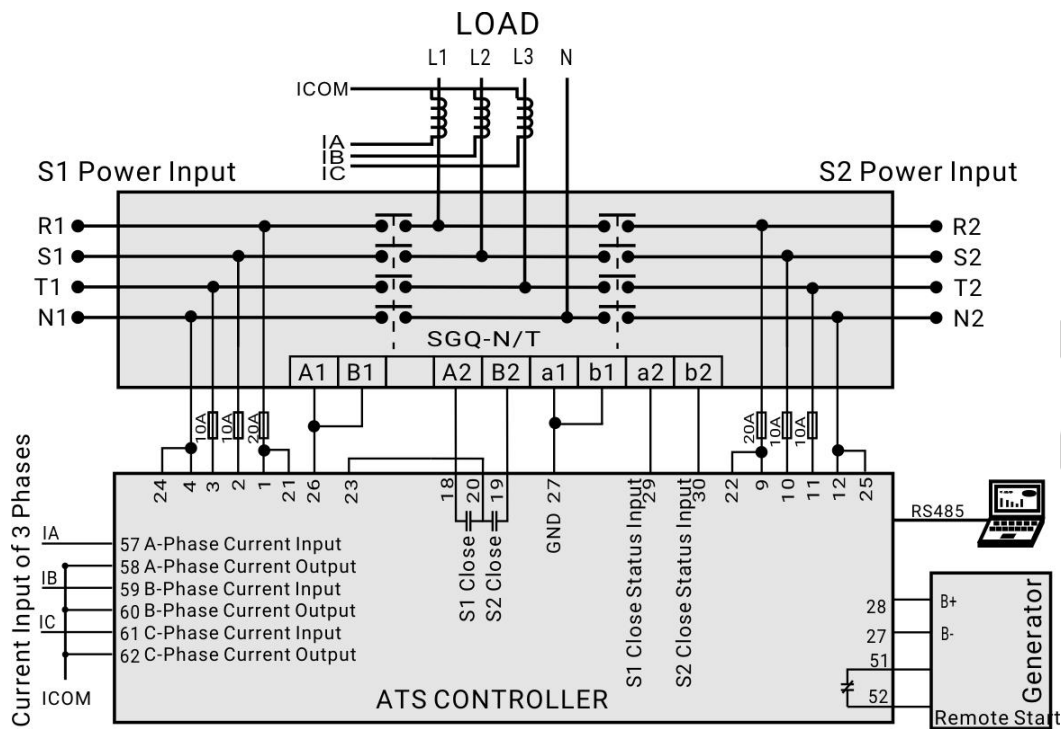 LOAD
L1 L2 L3 N
ICOM
IA
IB
IC
S1 Power Input
S2 Power Input
R1
R2
S1
S2
T1
T2
N1
N2
SGQ-N/T
A1 B1 A2 B2 a1 b1 a2 b2
10A 10A 20A
20A 10A 10A
24 4 3 2 1 21 26 23 18 20 19 GND 27 29 30 22 9 10 11 12 25
S1 Close
S2 Close
S1 Close Status Input
S2 Close Status Input
RS485
Current Input of 3 Phases
IA
57 A-Phase Current Input
58 A-Phase Current Output
IB
59 B-Phase Current Input
60 B-Phase Current Output
IC
61 C-Phase Current Input
62 C-Phase Current Output
ICOM
ATS CONTROLLER
28 B+
27 B-
51
52
Generator
Remote Start